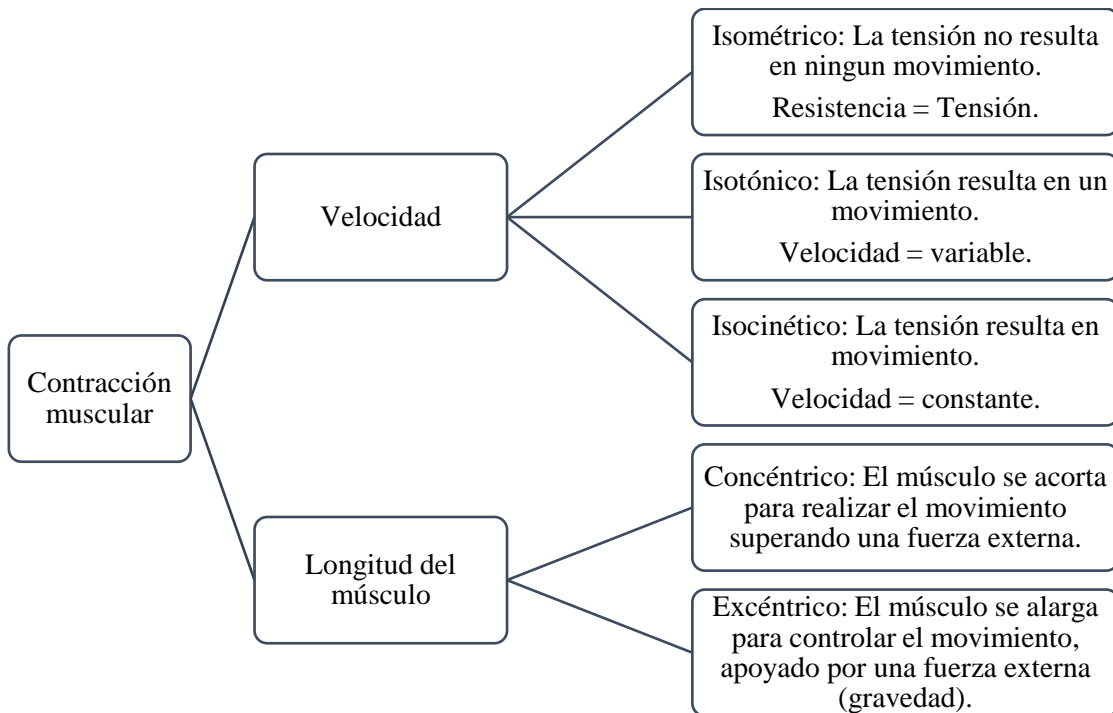 Contracción
muscular
Velocidad
Isométrico: La tensión no resulta
en ningun movimiento.
Resistencia = Tensión.
Isotónico: La tensión resulta en un
movimiento.
Velocidad = variable.
Isocinético: La tensión resulta en
movimiento.
Velocidad = constante.
Longitud del
músculo
Concéntrico: El músculo se acorta
para realizar el movimiento
superando una fuerza externa.
Excéntrico: El músculo se alarga
para controlar el movimiento,
apoyado por una fuerza externa
(gravedad).